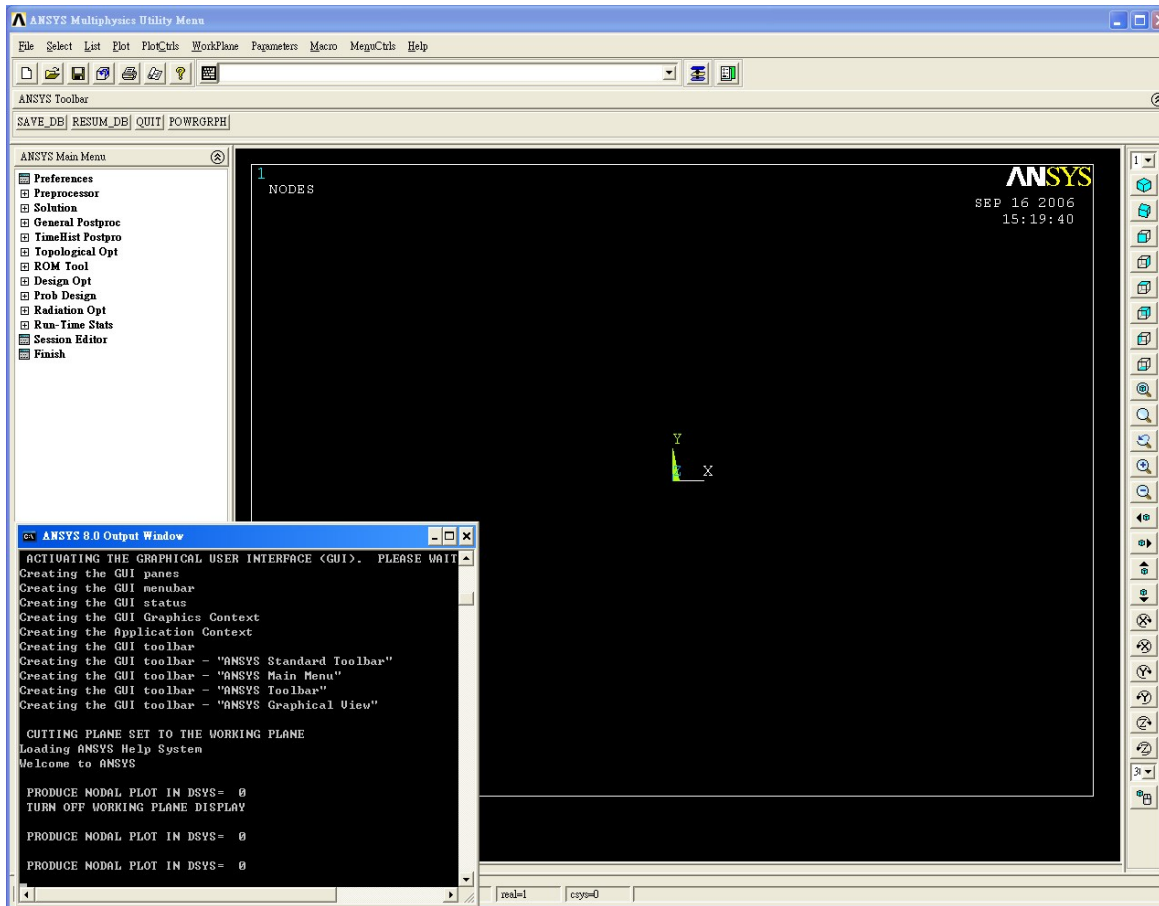 ANSYS Multiphysics Utility Menu
File Select List Plot PlotCtrls WorkPlane Parameters Macro MenuCtrls Help
ANSYS Toolbar
SAVE_DB RESUM_DB QUIT POWRGRPH
ANSYS Main Menu
Preferences
Preprocessor
Solution
General Postproc
TimeHist Postpro
Topological Opt
ROM Tool
Design Opt
Prob Design
Radiation Opt
Run-Time Stats
Session Editor
Finish
1
NODES
ANSYS
SEP 16 2006
15:19:40
Y
Z X
1
ANSYS 8.0 Output Window
ACTIVATING THE GRAPHICAL USER INTERFACE (GUI). PLEASE WAIT
Creating the GUI panes
Creating the GUI menubar
Creating the GUI status
Creating the GUI Graphics Context
Creating the Application Context
Creating the GUI toolbar
Creating the GUI toolbar - "ANSYS Standard Toolbar"
Creating the GUI toolbar - "ANSYS Main Menu"
Creating the GUI toolbar - "ANSYS Toolbar"
Creating the GUI toolbar - "ANSYS Graphical View"
CUTTING PLANE SET TO THE WORKING PLANE
Loading ANSYS Help System
Welcome to ANSYS
PRODUCE NODAL PLOT IN DSYS= 0
TURN OFF WORKING PLANE DISPLAY
PRODUCE NODAL PLOT IN DSYS= 0
PRODUCE NODAL PLOT IN DSYS= 0
real=1 csys=0